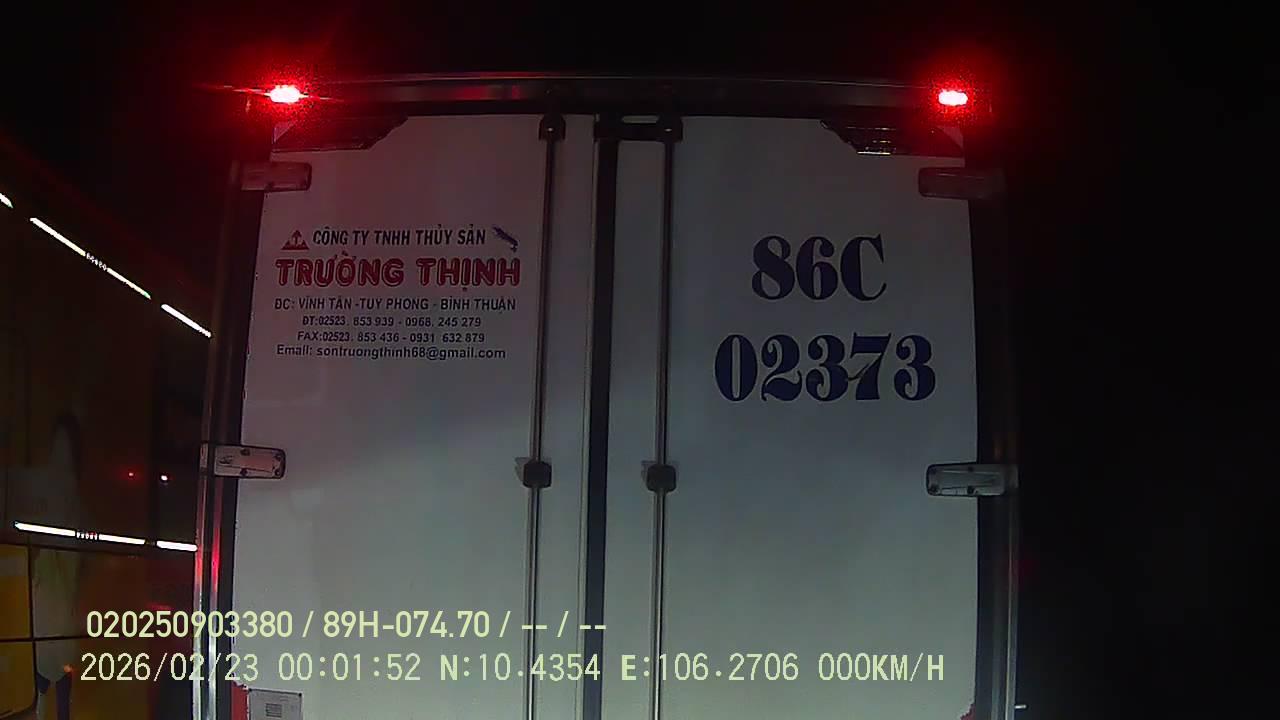 CÔNG TY TNHH THỦY SẢN
TRƯỜNG THỊNH
ĐC: VĨNH TÂN -TUY PHONG - BÌNH THUẬN
ĐT:02523. 853 939 - 0968. 245 279
FAX:02523. 853 436 - 0931 632 879
Email: sontruongthinh68@gmail.com
86C
02373
020250903380 / 89H-074.70 / -- / --
2026/02/23 00:01:52 N:10.4354 E:106.2706 000KM/H